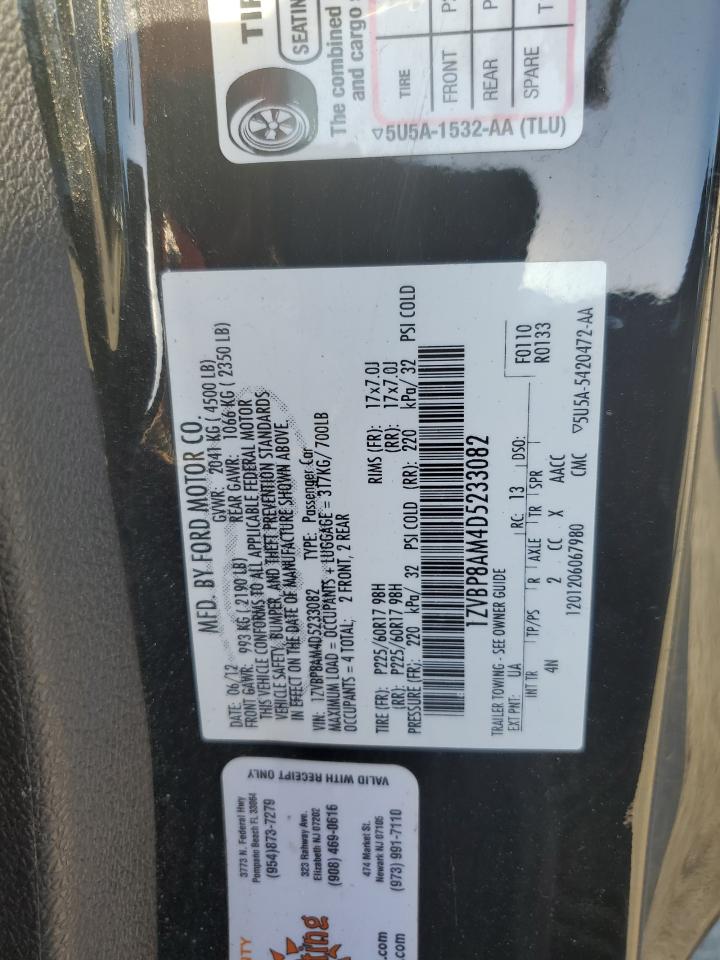 TIR
SEATIN
The combined
and cargo s
TIRE
FRONT P2
REAR P
SPARE T
▽5U5A-1532-AA (TLU)
MFD. BY FORD MOTOR CO.
DATE: 06/12 GVWR: 2041 KG ( 4500 LB)
FRONT GAWR: 993 KG ( 2190 LB) REAR GAWR: 1066 KG ( 2350 LB)
THIS VEHICLE CONFORMS TO ALL APPLICABLE FEDERAL MOTOR
VEHICLE SAFETY, BUMPER, AND THEFT PREVENTION STANDARDS
IN EFFECT ON THE DATE OF MANUFACTURE SHOWN ABOVE.
VIN: 1ZVBP8AM4D5233082 TYPE: Passenger Car
MAXIMUM LOAD = OCCUPANTS + LUGGAGE = 317KG/700LB
OCCUPANTS = 4 TOTAL; 2 FRONT, 2 REAR
TIRE (FR): P225/60R17 98H RIMS (FR): 17x7.0J
(RR): P225/60R17 98H (RR): 17x7.0J
PRESSURE (FR): 220 kPa/ 32 PSI COLD (RR): 220 kPa/ 32 PSI COLD
1ZVBP8AM4D5233082
TRAILER TOWING - SEE OWNER GUIDE
EXT PNT: UA RC: 13 DSO: F0110
R0133
INT TR TP/PS R AXLE TR SPR
4N 2 CC X AACC
1201206067980 CMC ▽5U5A-5420472-AA
VALID WITH RECEIPT ONLY
3773 N. Federal Hwy
Pompano Beach FL 33064
(954)873-7279
323 Rahway Ave.
Elizabeth NJ 07202
(908) 469-0616
474 Market St.
Newark NJ 07105
(973) 991-7110
NTY
ting
s.com
com